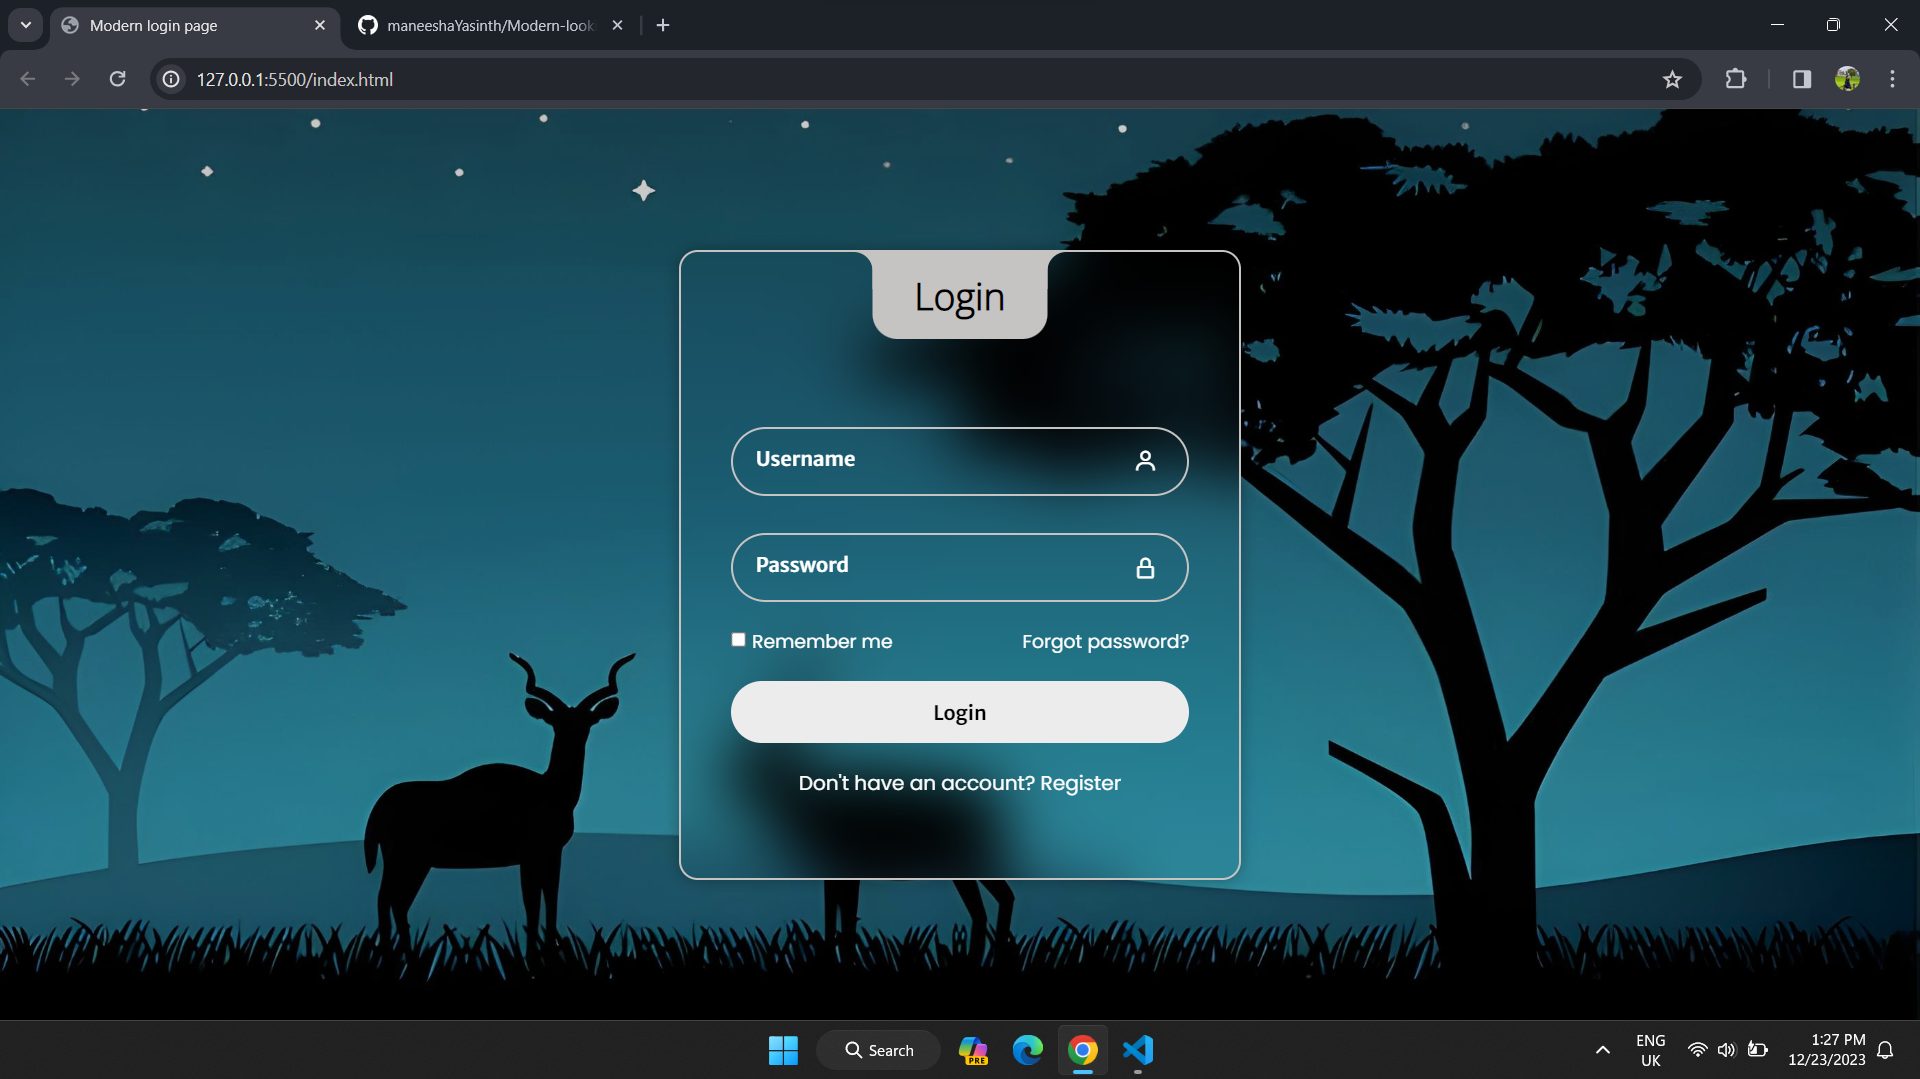 Modern login page
maneeshaYasinth/Modern-look
127.0.0.1:5500/index.html
Login
Username
Password
Remember me Forgot password?
Login
Don't have an account? Register
Search
PRE
ENG
UK
1:27 PM
12/23/2023